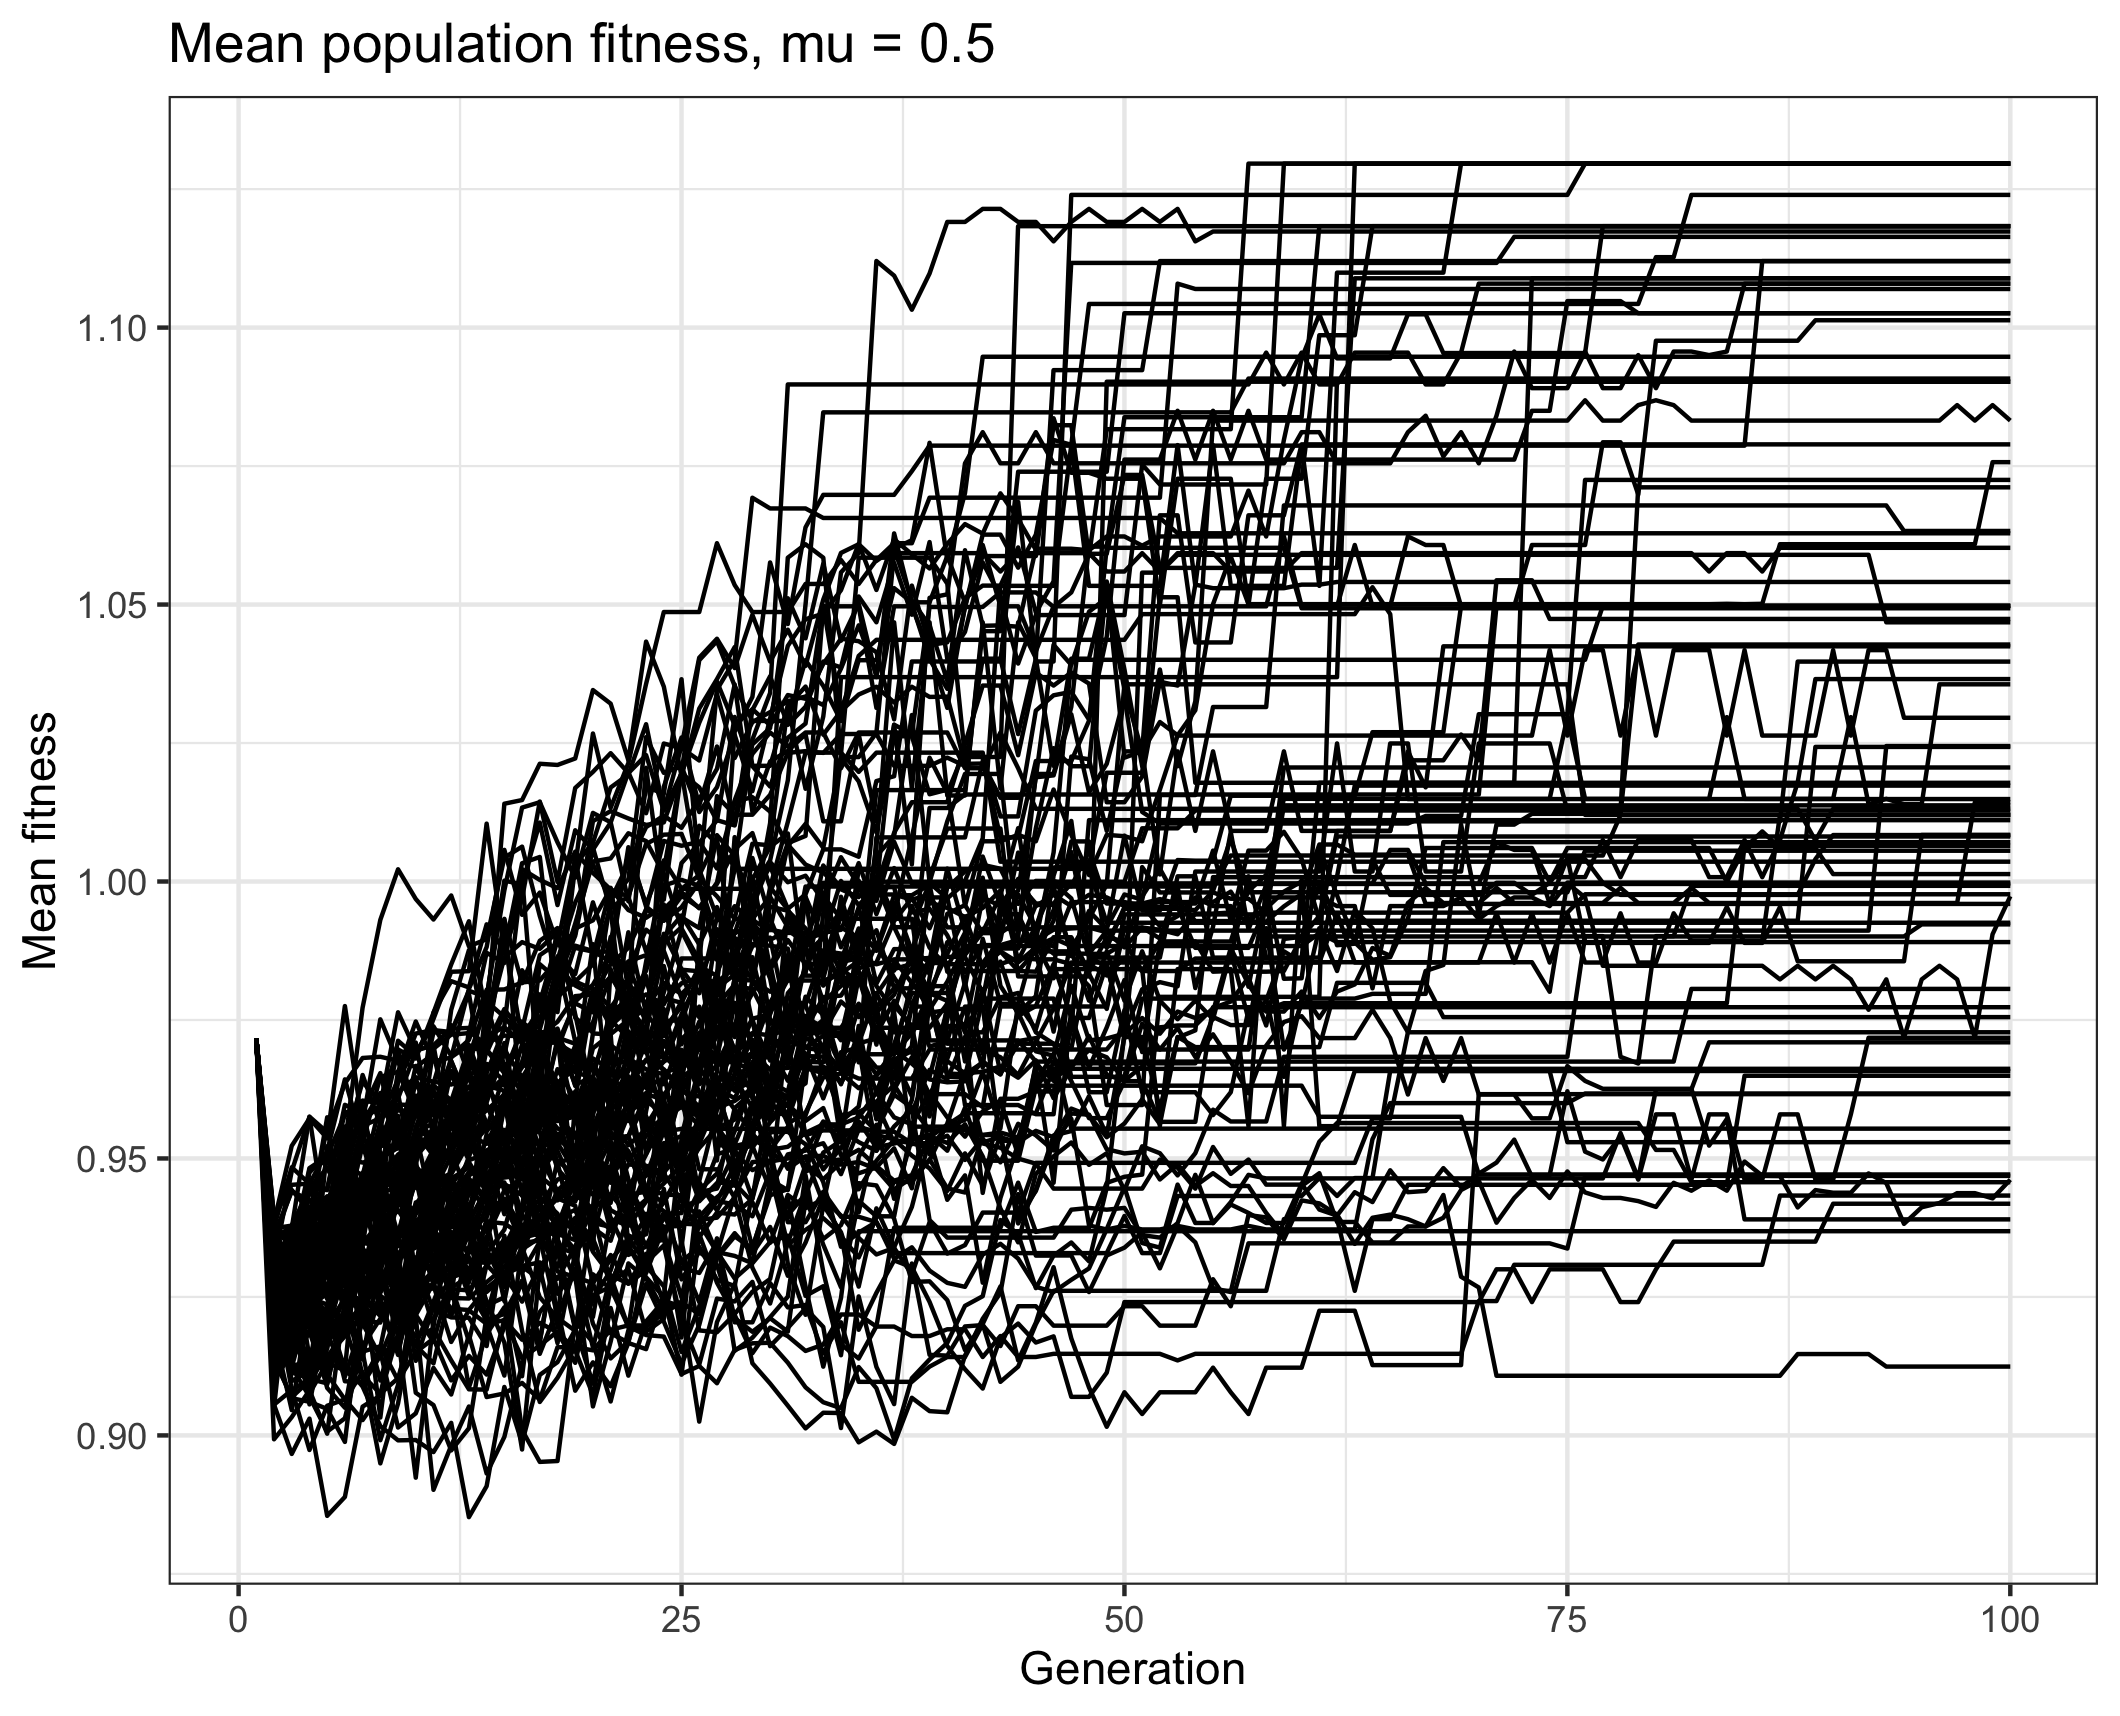 Mean population fitness, mu = 0.5
Mean fitness
1.10
1.05
1.00
0.95
0.90
0 25 50 75 100
Generation